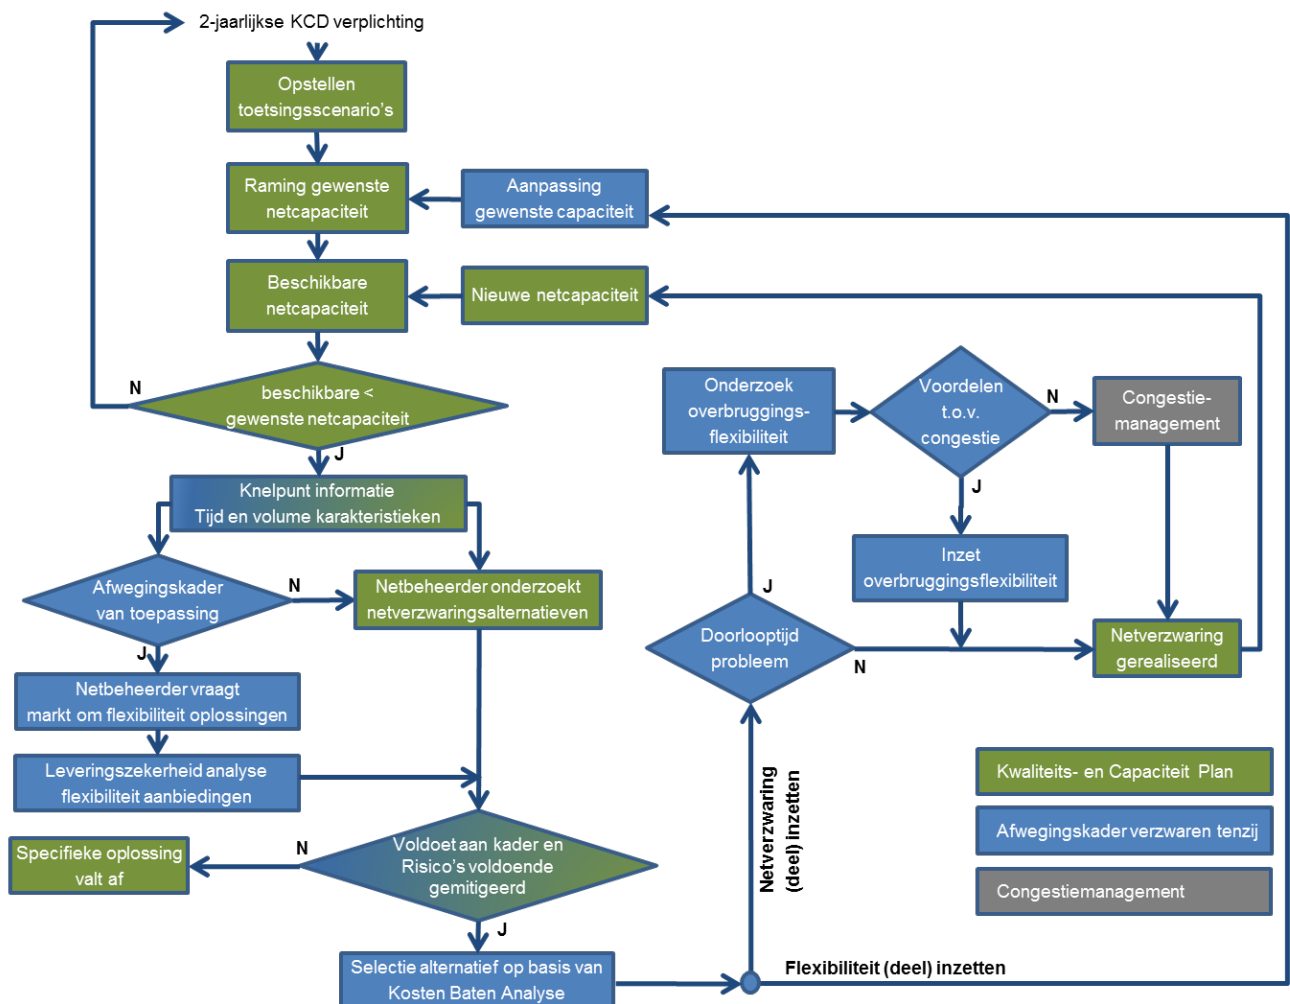 2-jaarlijkse KCD verplichting
Opstellen
toetsingsscenario's
Raming gewenste
netcapaciteit
Aanpassing
gewenste capaciteit
Beschikbare
netcapaciteit
Nieuwe netcapaciteit
N
beschikbare <
gewenste netcapaciteit
J
Knelpunt informatie
Tijd en volume karakteristieken
Afwegingskader
van toepassing
N
J
Netbeheerder onderzoekt
netverzwaringsalternatieven
Netbeheerder vraagt
markt om flexibiliteit oplossingen
Leveringszekerheid analyse
flexibiliteit aanbiedingen
Voldoet aan kader en
Risico's voldoende
gemitigeerd
N
Specifieke oplossing
valt af
J
Selectie alternatief op basis van
Kosten Baten Analyse
Flexibiliteit (deel) inzetten
Netverzwaring
(deel) inzetten
Doorlooptijd
probleem
J
N
Onderzoek
overbruggings-
flexibiliteit
Voordelen
t.o.v.
congestie
N
J
Congestie-
management
Inzet
overbruggingsflexibiliteit
Netverzwaring
gerealiseerd
Kwaliteits- en Capaciteit Plan
Afwegingskader verzwaren tenzij
Congestiemanagement